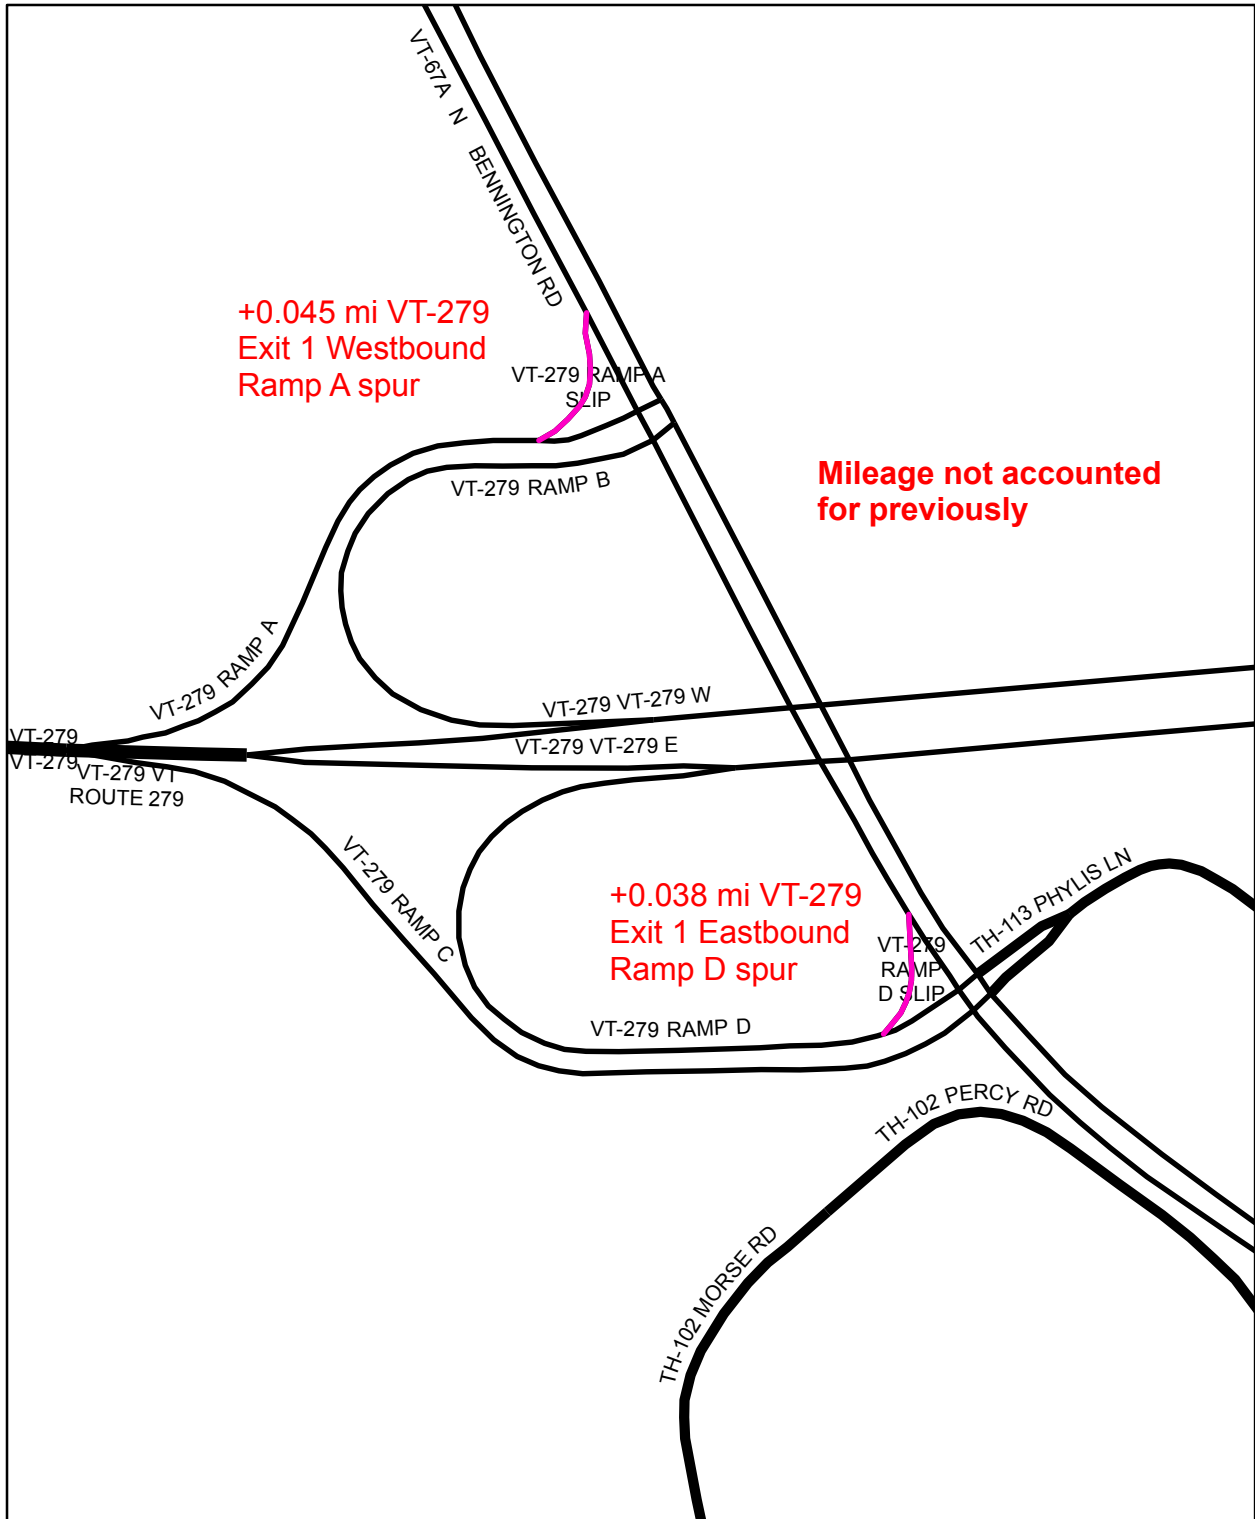 VT-67A N BENNINGTON RD
+0.045 mi VT-279
Exit 1 Westbound
Ramp A spur
VT-279 RAMP A
SLIP
Mileage not accounted
for previously
VT-279 RAMP B
VT-279 RAMP A
VT-279 VT-279 W
VT-279
VT-279 VT-279 E
VT-279
VT-279 VT
ROUTE 279
VT-279 RAMP C
+0.038 mi VT-279
Exit 1 Eastbound
Ramp D spur
TH-113 PHYLIS LN
VT-279
RAMP
D SLIP
VT-279 RAMP D
TH-102 PERCY RD
TH-102 MORSE RD